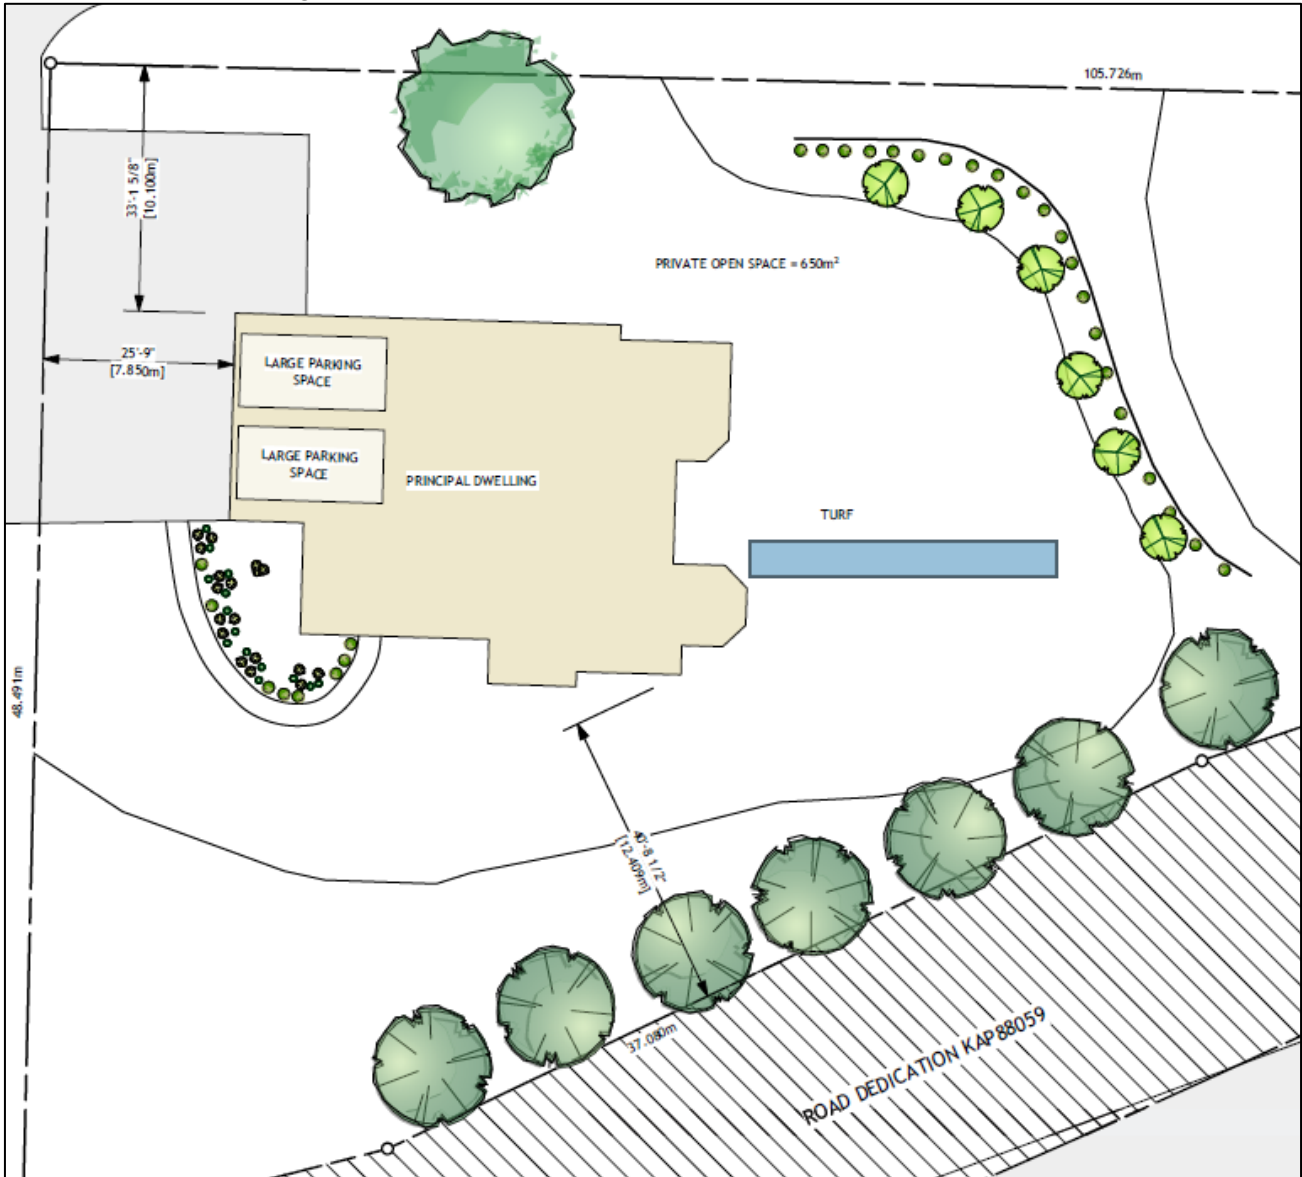 105.726m
33'-1 5/8"
[10.100m]
PRIVATE OPEN SPACE = 650m²
25'-9"
[7.850m]
LARGE PARKING
SPACE
LARGE PARKING
SPACE
PRINCIPAL DWELLING
TURF
48.491m
40'-8 1/2"
[12.409m]
37.080m
ROAD DEDICATION KAP88059